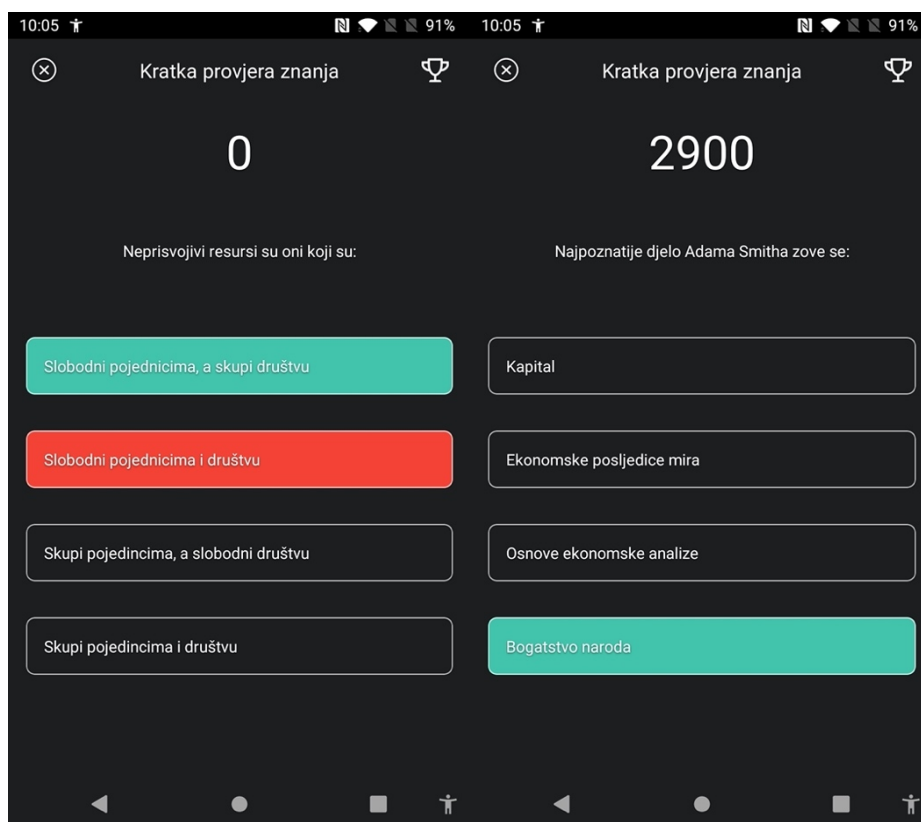 10:05
91%
Kratka provjera znanja
0
Neprisvojivi resursi su oni koji su:
Slobodni pojednicima, a skupi društvu
Slobodni pojednicima i društvu
Skupi pojedincima, a slobodni društvu
Skupi pojedincima i društvu
10:05
91%
Kratka provjera znanja
2900
Najpoznatije djelo Adama Smitha zove se:
Kapital
Ekonomske posljedice mira
Osnove ekonomske analize
Bogatstvo naroda